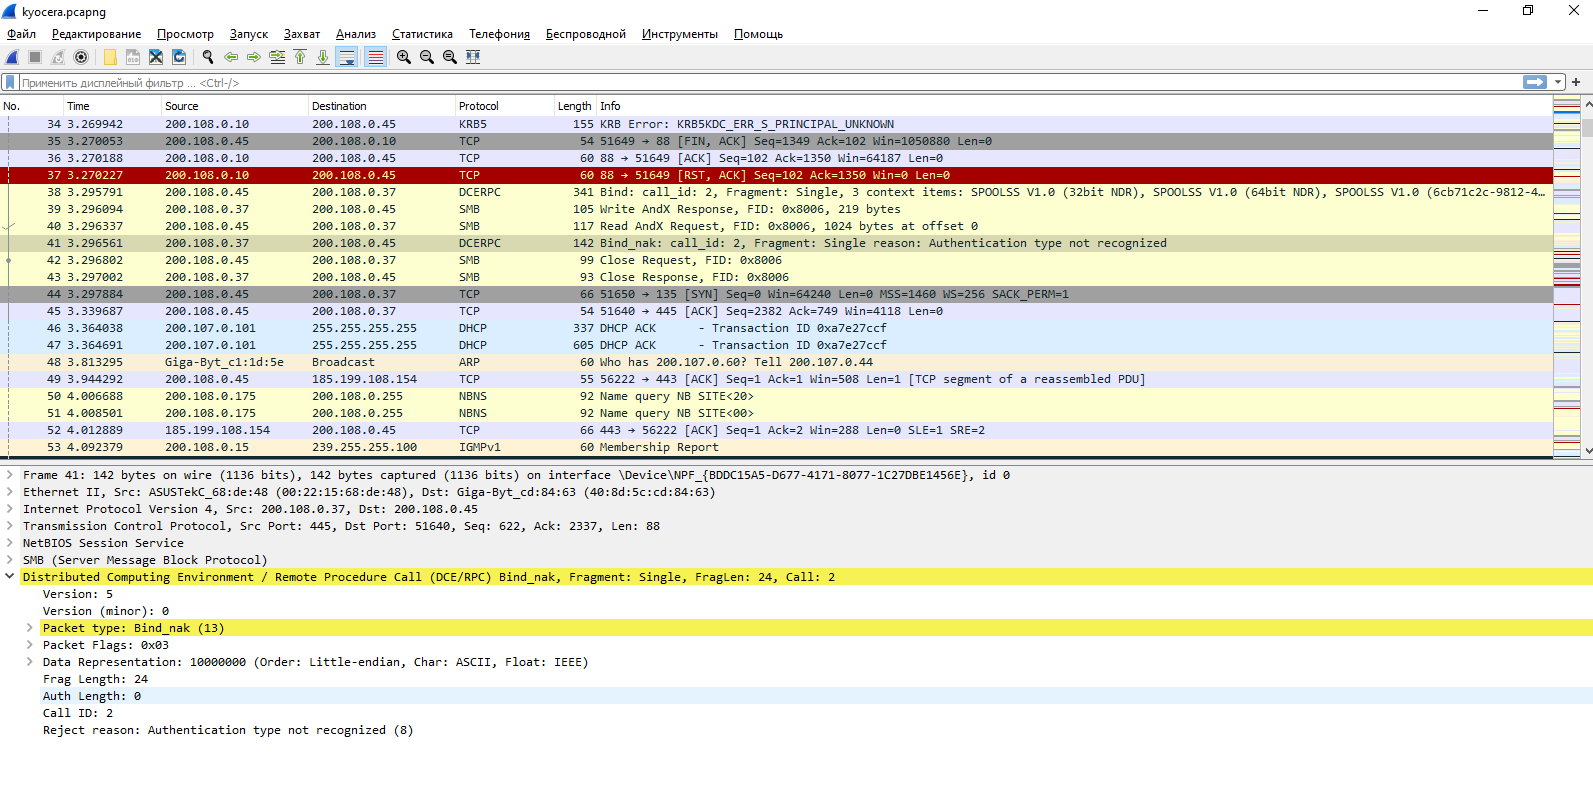 kyocera.pcapng
Файл Редактирование Просмотр Запуск Захват Анализ Статистика Телефония Беспроводной Инструменты Помощь
Применить дисплейный фильтр ... <Ctrl-/>
No. Time Source Destination Protocol Length Info
34 3.269942 200.108.0.10 200.108.0.45 KRB5 155 KRB Error: KRB5KDC_ERR_S_PRINCIPAL_UNKNOWN
35 3.270053 200.108.0.45 200.108.0.10 TCP 54 51649 → 88 [FIN, ACK] Seq=1349 Ack=102 Win=1050880 Len=0
36 3.270188 200.108.0.10 200.108.0.45 TCP 60 88 → 51649 [ACK] Seq=102 Ack=1350 Win=64187 Len=0
37 3.270227 200.108.0.10 200.108.0.45 TCP 60 88 → 51649 [RST, ACK] Seq=102 Ack=1350 Win=0 Len=0
38 3.295791 200.108.0.45 200.108.0.37 DCERPC 341 Bind: call_id: 2, Fragment: Single, 3 context items: SPOOLSS V1.0 (32bit NDR), SPOOLSS V1.0 (64bit NDR), SPOOLSS V1.0 (6cb71c2c-9812-4…
39 3.296094 200.108.0.37 200.108.0.45 SMB 105 Write AndX Response, FID: 0x8006, 219 bytes
40 3.296337 200.108.0.45 200.108.0.37 SMB 117 Read AndX Request, FID: 0x8006, 1024 bytes at offset 0
41 3.296561 200.108.0.37 200.108.0.45 DCERPC 142 Bind_nak: call_id: 2, Fragment: Single reason: Authentication type not recognized
42 3.296802 200.108.0.45 200.108.0.37 SMB 99 Close Request, FID: 0x8006
43 3.297002 200.108.0.37 200.108.0.45 SMB 93 Close Response, FID: 0x8006
44 3.297884 200.108.0.45 200.108.0.37 TCP 66 51650 → 135 [SYN] Seq=0 Win=64240 Len=0 MSS=1460 WS=256 SACK_PERM=1
45 3.339687 200.108.0.45 200.108.0.37 TCP 54 51640 → 445 [ACK] Seq=2382 Ack=749 Win=4118 Len=0
46 3.364038 200.107.0.101 255.255.255.255 DHCP 337 DHCP ACK - Transaction ID 0xa7e27ccf
47 3.364691 200.107.0.101 255.255.255.255 DHCP 605 DHCP ACK - Transaction ID 0xa7e27ccf
48 3.813295 Giga-Byt_c1:1d:5e Broadcast ARP 60 Who has 200.107.0.60? Tell 200.107.0.44
49 3.944292 200.108.0.45 185.199.108.154 TCP 55 56222 → 443 [ACK] Seq=1 Ack=1 Win=508 Len=1 [TCP segment of a reassembled PDU]
50 4.006688 200.108.0.175 200.108.0.255 NBNS 92 Name query NB SITE<20>
51 4.008501 200.108.0.175 200.108.0.255 NBNS 92 Name query NB SITE<00>
52 4.012889 185.199.108.154 200.108.0.45 TCP 66 443 → 56222 [ACK] Seq=1 Ack=2 Win=288 Len=0 SLE=1 SRE=2
53 4.092379 200.108.0.15 239.255.255.100 IGMPv1 60 Membership Report
Frame 41: 142 bytes on wire (1136 bits), 142 bytes captured (1136 bits) on interface \Device\NPF_{BDDC15A5-D677-4171-8077-1C27DBE1456E}, id 0
Ethernet II, Src: ASUSTekC_68:de:48 (00:22:15:68:de:48), Dst: Giga-Byt_cd:84:63 (40:8d:5c:cd:84:63)
Internet Protocol Version 4, Src: 200.108.0.37, Dst: 200.108.0.45
Transmission Control Protocol, Src Port: 445, Dst Port: 51640, Seq: 622, Ack: 2337, Len: 88
NetBIOS Session Service
SMB (Server Message Block Protocol)
Distributed Computing Environment / Remote Procedure Call (DCE/RPC) Bind_nak, Fragment: Single, FragLen: 24, Call: 2
Version: 5
Version (minor): 0
Packet type: Bind_nak (13)
Packet Flags: 0x03
Data Representation: 10000000 (Order: Little-endian, Char: ASCII, Float: IEEE)
Frag Length: 24
Auth Length: 0
Call ID: 2
Reject reason: Authentication type not recognized (8)